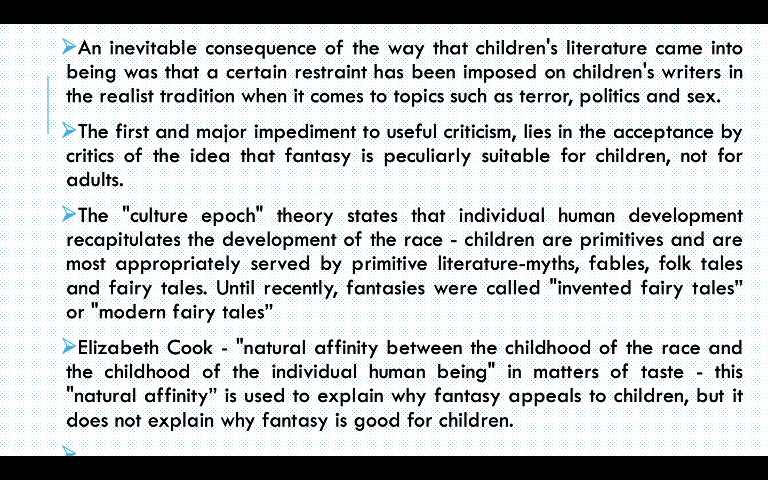 ➢An inevitable consequence of the way that children's literature came into
being was that a certain restraint has been imposed on children's writers in
the realist tradition when it comes to topics such as terror, politics and sex.
➢The first and major impediment to useful criticism, lies in the acceptance by
critics of the idea that fantasy is peculiarly suitable for children, not for
adults.
➢The "culture epoch" theory states that individual human development
recapitulates the development of the race - children are primitives and are
most appropriately served by primitive literature-myths, fables, folk tales
and fairy tales. Until recently, fantasies were called "invented fairy tales”
or "modern fairy tales”
➢Elizabeth Cook - "natural affinity between the childhood of the race and
the childhood of the individual human being" in matters of taste - this
"natural affinity” is used to explain why fantasy appeals to children, but it
does not explain why fantasy is good for children.